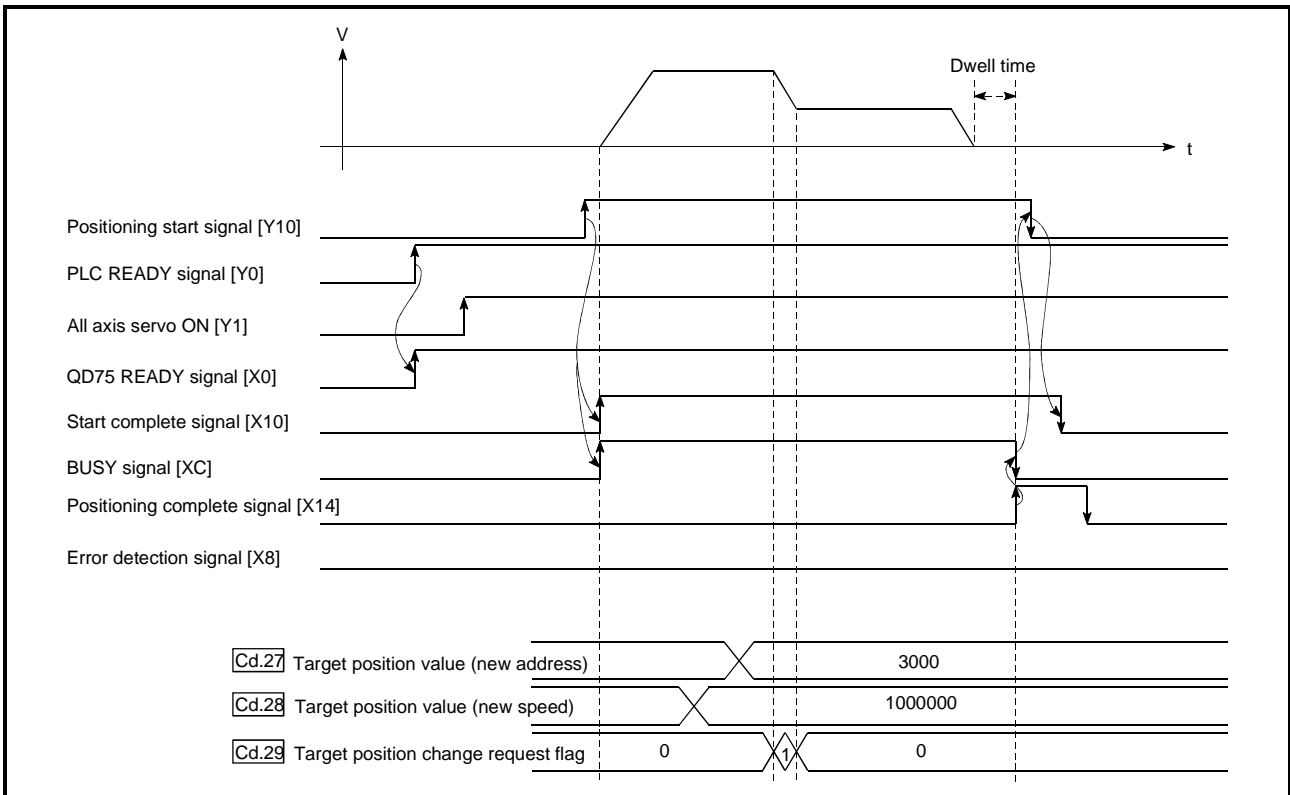 V
Dwell time
t
Positioning start signal [Y10]
PLC READY signal [Y0]
All axis servo ON [Y1]
QD75 READY signal [X0]
Start complete signal [X10]
BUSY signal [XC]
Positioning complete signal [X14]
Error detection signal [X8]
Cd.27 Target position value (new address) 3000
Cd.28 Target position value (new speed) 1000000
Cd.29 Target position change request flag 0 1 0